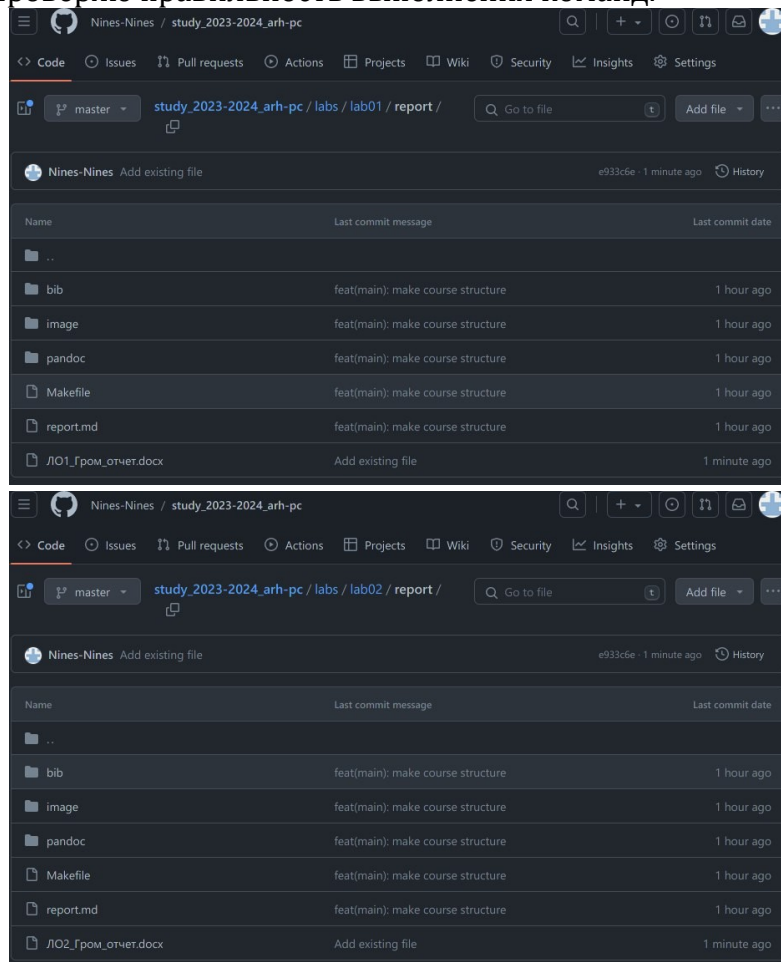 проверяю правильность выполнения команд.
Nines-Nines / study_2023-2024_arh-pc
Code Issues Pull requests Actions Projects Wiki Security Insights Settings
master study_2023-2024_arh-pc / labs / lab01 / report / Go to file t Add file
Nines-Nines Add existing file e933c6e · 1 minute ago History
Name Last commit message Last commit date
..
bib feat(main): make course structure 1 hour ago
image feat(main): make course structure 1 hour ago
pandoc feat(main): make course structure 1 hour ago
Makefile feat(main): make course structure 1 hour ago
report.md feat(main): make course structure 1 hour ago
ЛО1_Гром_отчет.docx Add existing file 1 minute ago
Nines-Nines / study_2023-2024_arh-pc
Code Issues Pull requests Actions Projects Wiki Security Insights Settings
master study_2023-2024_arh-pc / labs / lab02 / report / Go to file t Add file
Nines-Nines Add existing file e933c6e · 1 minute ago History
Name Last commit message Last commit date
..
bib feat(main): make course structure 1 hour ago
image feat(main): make course structure 1 hour ago
pandoc feat(main): make course structure 1 hour ago
Makefile feat(main): make course structure 1 hour ago
report.md feat(main): make course structure 1 hour ago
ЛО2_Гром_отчет.docx Add existing file 1 minute ago